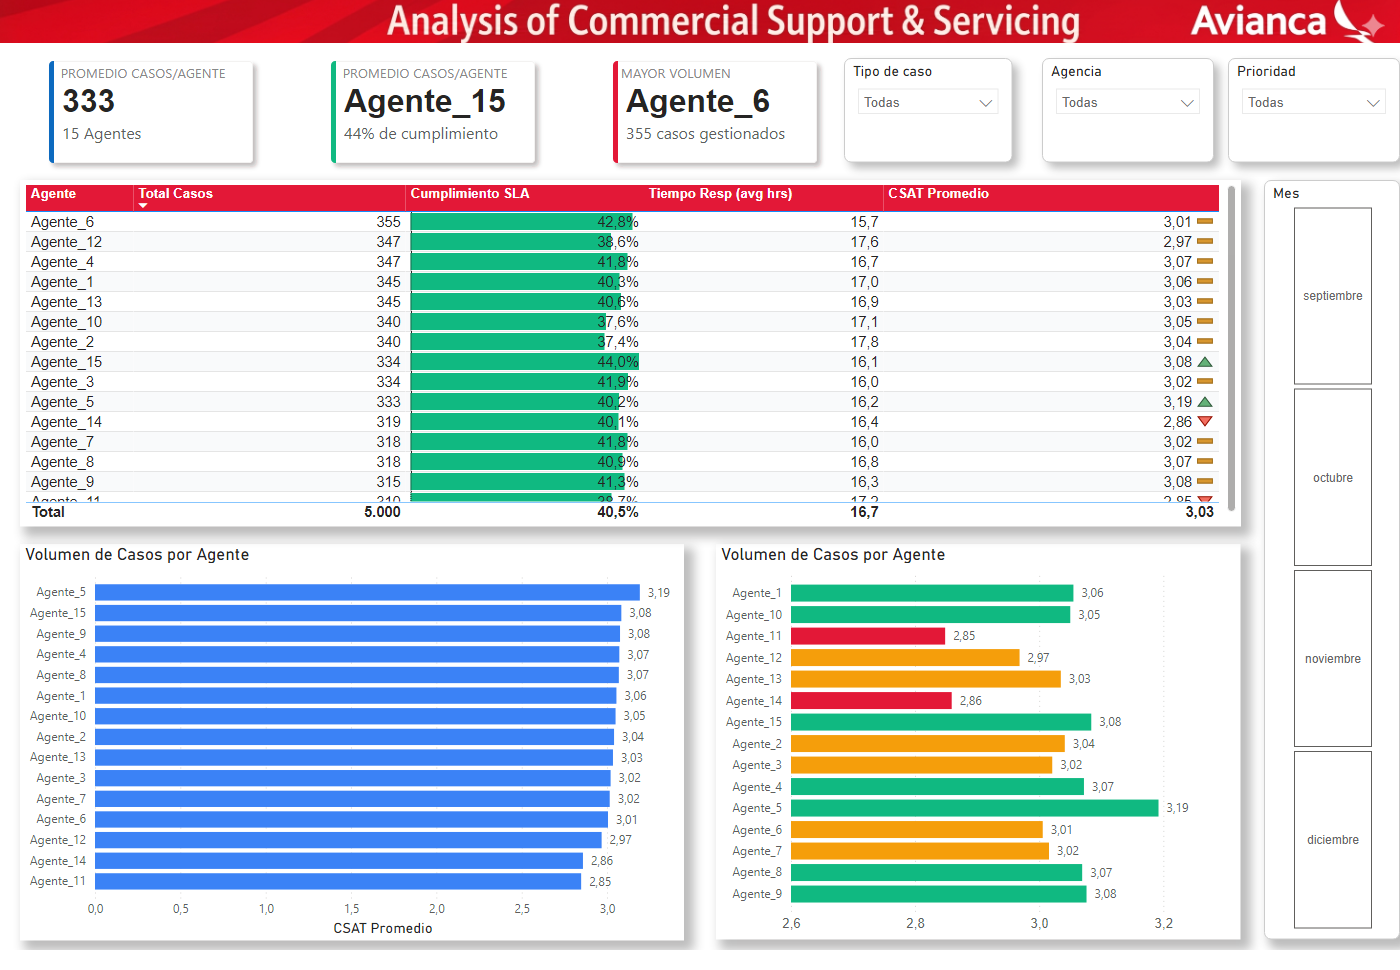 Analysis of Commercial Support & Servicing
Avianca
PROMEDIO CASOS/AGENTE
333
15 Agentes
PROMEDIO CASOS/AGENTE
Agente_15
44% de cumplimiento
MAYOR VOLUMEN
Agente_6
355 casos gestionados
Tipo de caso
Todas
Agencia
Todas
Prioridad
Todas
Agente Total Casos Cumplimiento SLA Tiempo Resp (avg hrs) CSAT Promedio
Agente_6 355 42,8% 15,7 3,01
Agente_12 347 38,6% 17,6 2,97
Agente_4 347 41,8% 16,7 3,07
Agente_1 345 40,3% 17,0 3,06
Agente_13 345 40,6% 16,9 3,03
Agente_10 340 37,6% 17,1 3,05
Agente_2 340 37,4% 17,8 3,04
Agente_15 334 44,0% 16,1 3,08
Agente_3 334 41,9% 16,0 3,02
Agente_5 333 40,2% 16,2 3,19
Agente_14 319 40,1% 16,4 2,86
Agente_7 318 41,8% 16,0 3,02
Agente_8 318 40,9% 16,8 3,07
Agente_9 315 41,3% 16,3 3,08
Agente_11 310 38,7% 17,2 2,85
Total 5.000 40,5% 16,7 3,03
Mes
septiembre
octubre
noviembre
diciembre
Volumen de Casos por Agente
Agente_5 3,19
Agente_15 3,08
Agente_9 3,08
Agente_4 3,07
Agente_8 3,07
Agente_1 3,06
Agente_10 3,05
Agente_2 3,04
Agente_13 3,03
Agente_3 3,02
Agente_7 3,02
Agente_6 3,01
Agente_12 2,97
Agente_14 2,86
Agente_11 2,85
0,0 0,5 1,0 1,5 2,0 2,5 3,0
CSAT Promedio
Volumen de Casos por Agente
Agente_1 3,06
Agente_10 3,05
Agente_11 2,85
Agente_12 2,97
Agente_13 3,03
Agente_14 2,86
Agente_15 3,08
Agente_2 3,04
Agente_3 3,02
Agente_4 3,07
Agente_5 3,19
Agente_6 3,01
Agente_7 3,02
Agente_8 3,07
Agente_9 3,08
2,6 2,8 3,0 3,2